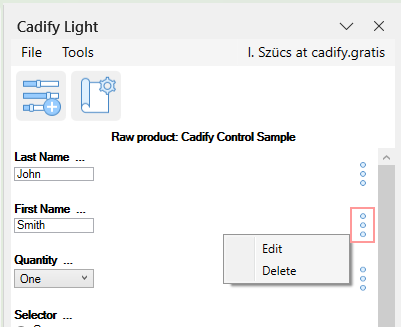 Cadify Light
File Tools I. Szücs at cadify.gratis
Raw product: Cadify Control Sample
Last Name ...
John
First Name ...
Smith
Edit
Delete
Quantity ...
One
Selector ...